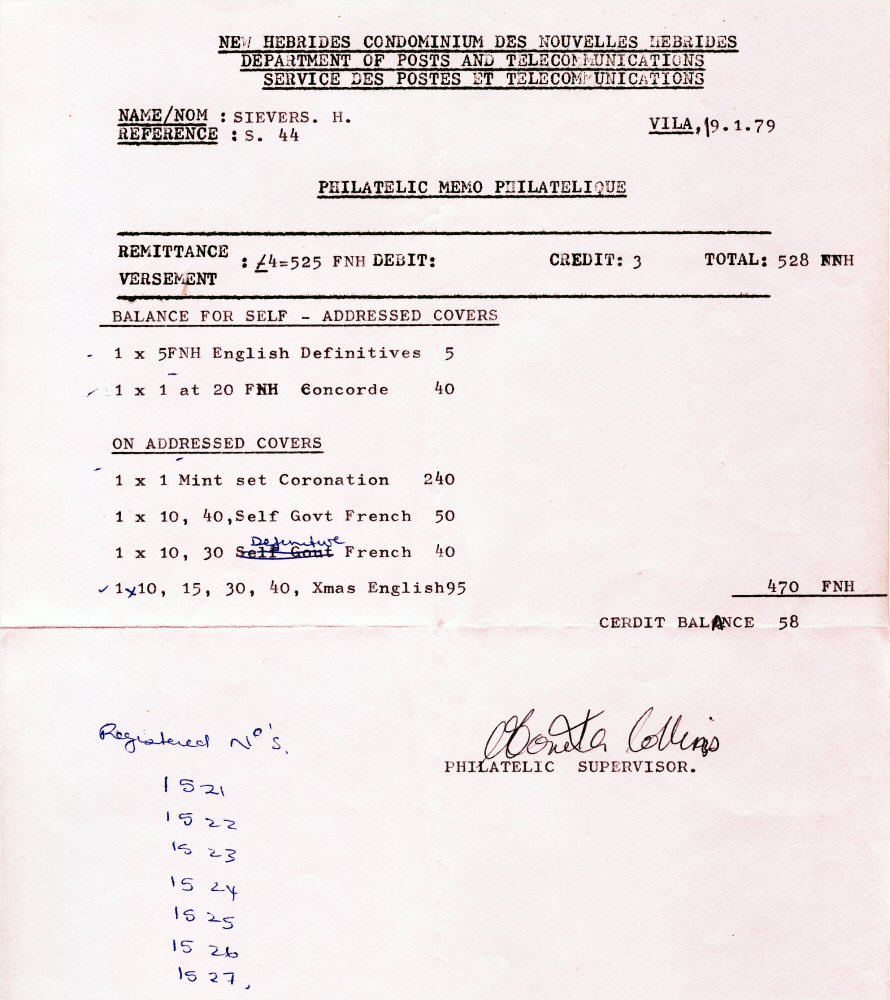 NEW HEBRIDES CONDOMINIUM DES NOUVELLES HEBRIDES
DEPARTMENT OF POSTS AND TELECOMMUNICATIONS
SERVICE DES POSTES ET TELECOMMUNICATIONS
NAME/NOM : SIEVERS. H.
REFERENCE : S. 44
VILA, 19.1.79
PHILATELIC MEMO PHILATELIQUE
REMITTANCE : £4=525 FNH DEBIT: CREDIT: 3 TOTAL: 528 FNH
VERSEMENT
BALANCE FOR SELF - ADDRESSED COVERS
1 x 5FNH English Definitives 5
1 x 1 at 20 FNH Concorde 40
ON ADDRESSED COVERS
1 x 1 Mint set Coronation 240
1 x 10, 40,Self Govt French 50
Definitive
1 x 10, 30 Self Gout French 40
1x10, 15, 30, 40, Xmas English95 470 FNH
CERDIT BALANCE 58
Registered No's.
PHILATELIC SUPERVISOR.
1521
1522
1523
1524
1525
1526
1527,